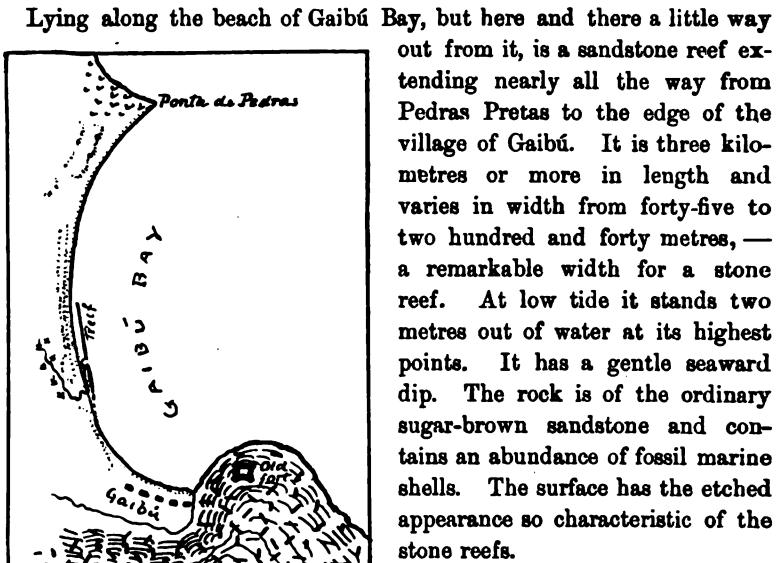 Lying along the beach of Gaibú Bay, but here and there a little way
out from it, is a sandstone reef ex-
tending nearly all the way from
Pedras Pretas to the edge of the
village of Gaibú. It is three kilo-
metres or more in length and
varies in width from forty-five to
two hundred and forty metres, —
a remarkable width for a stone
reef. At low tide it stands two
metres out of water at its highest
points. It has a gentle seaward
dip. The rock is of the ordinary
sugar-brown sandstone and con-
tains an abundance of fossil marine
shells. The surface has the etched
appearance so characteristic of the
stone reefs.
Ponta de Pedras
GAIBÚ BAY
reef
Old
fort
Gaibú